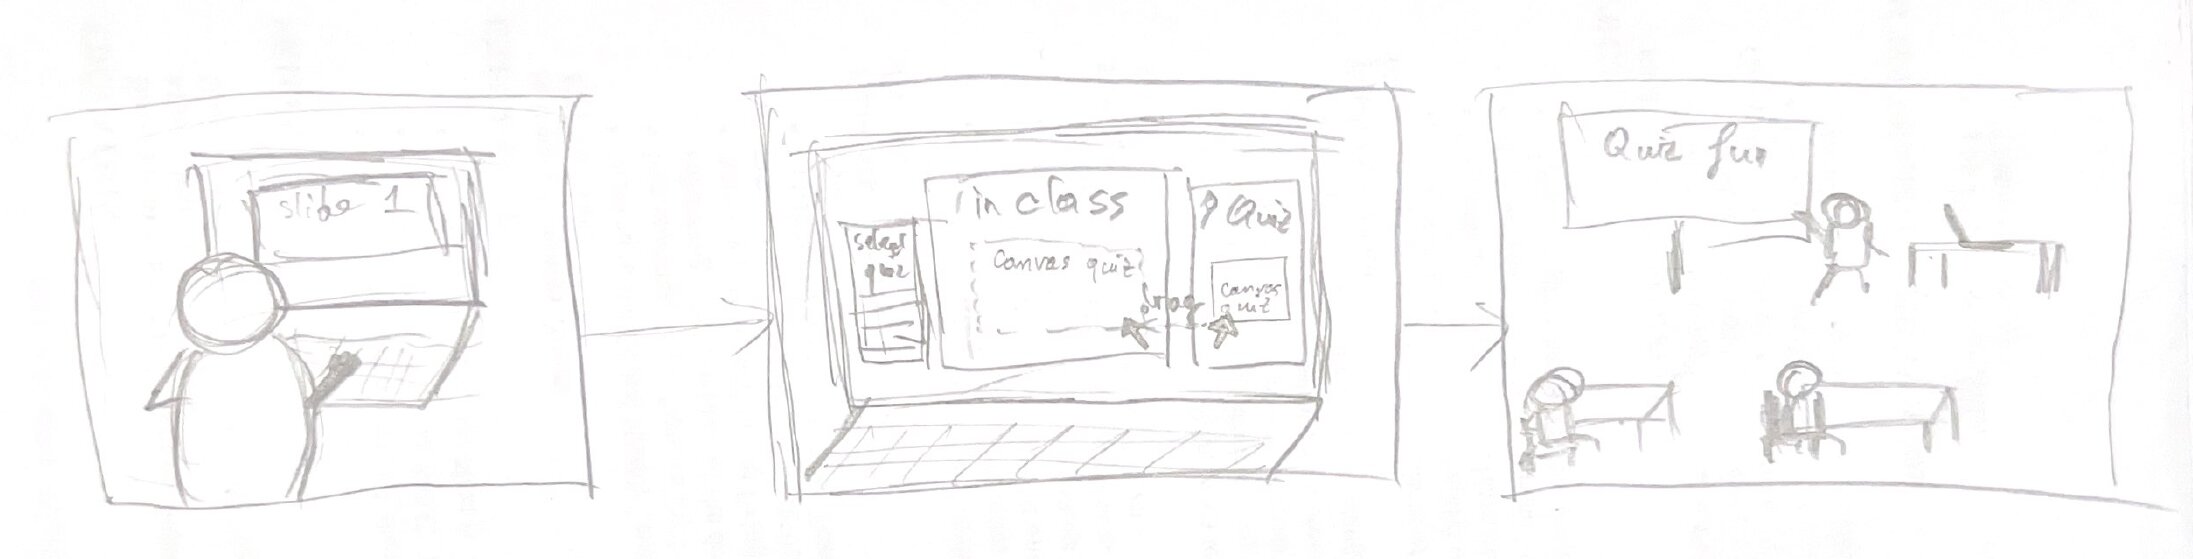 slide 1
select
quiz
in class
Canvas quiz
drag
Quiz
Canvas
quiz
Quiz fun